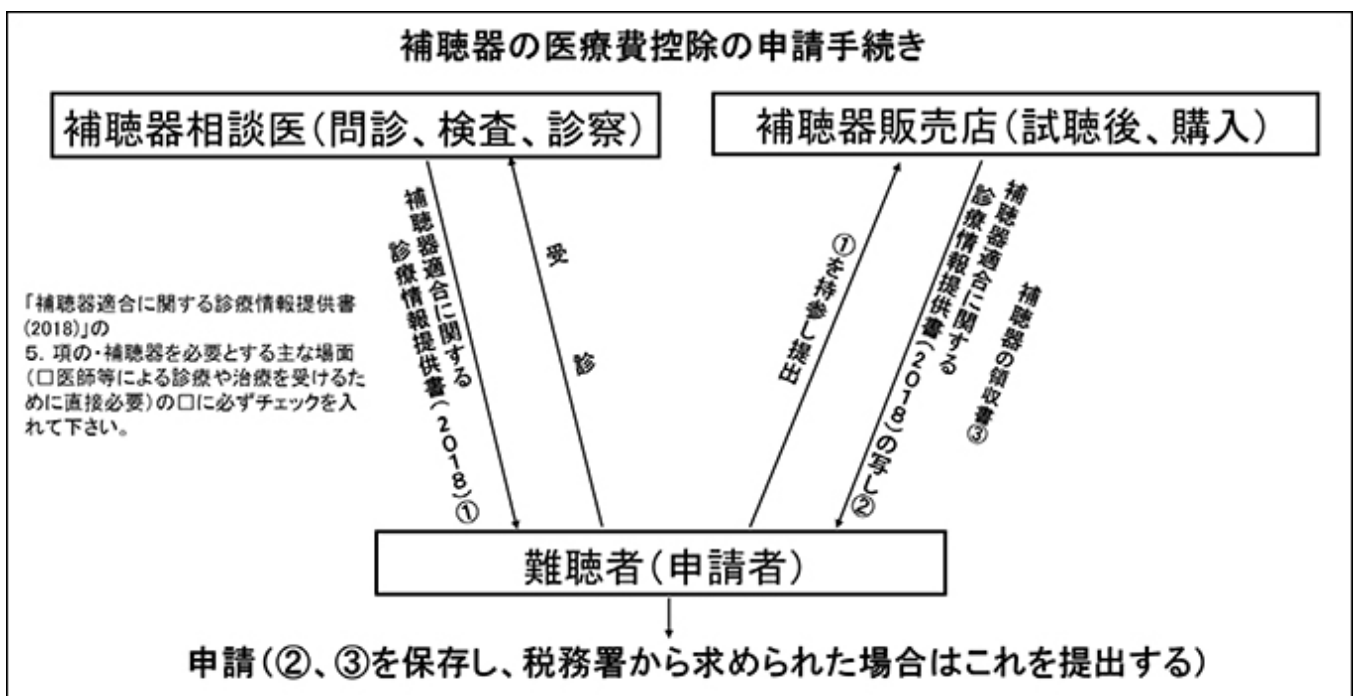 補聴器の医療費控除の申請手続き
補聴器相談医(問診、検査、診察)
補聴器販売店(試聴後、購入)
補聴器適合に関する
診療情報提供書(2018)①
受診
①を持参し提出
補聴器適合に関する
診療情報提供書(2018)の写し②
補聴器の領収書③
「補聴器適合に関する診療情報提供書
(2018)」の
5.項の・補聴器を必要とする主な場面
(□医師等による診療や治療を受けるた
めに直接必要)の□に必ずチェックを入
れて下さい。
難聴者(申請者)
申請(②、③を保存し、税務署から求められた場合はこれを提出する)